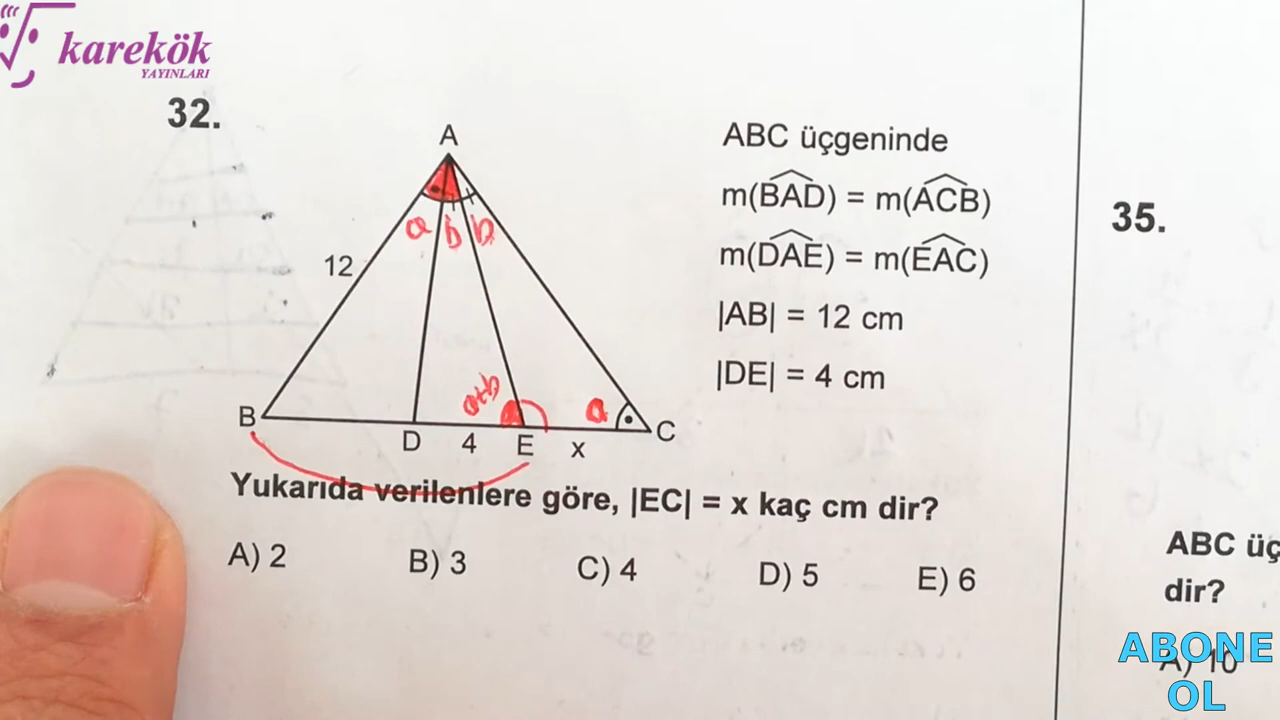 karekök
YAYINLARI
32.
A
ABC üçgeninde
m(BAD) = m(ACB)
m(DAE) = m(EAC)
|AB| = 12 cm
|DE| = 4 cm
12
a b b
a+b
a
B
D
4
E
x
C
Yukarıda verilenlere göre, |EC| = x kaç cm dir?
A) 2 B) 3 C) 4 D) 5 E) 6
35.
ABC üç
dir?
A) 10
ABONE
OL